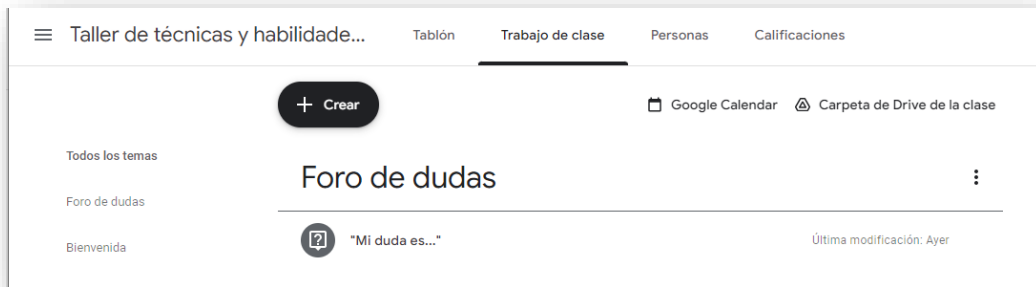 Taller de técnicas y habilidade... Tablón Trabajo de clase Personas Calificaciones
Crear Google Calendar Carpeta de Drive de la clase
Todos los temas
Foro de dudas
Foro de dudas
"Mi duda es..." Última modificación: Ayer
Bienvenida